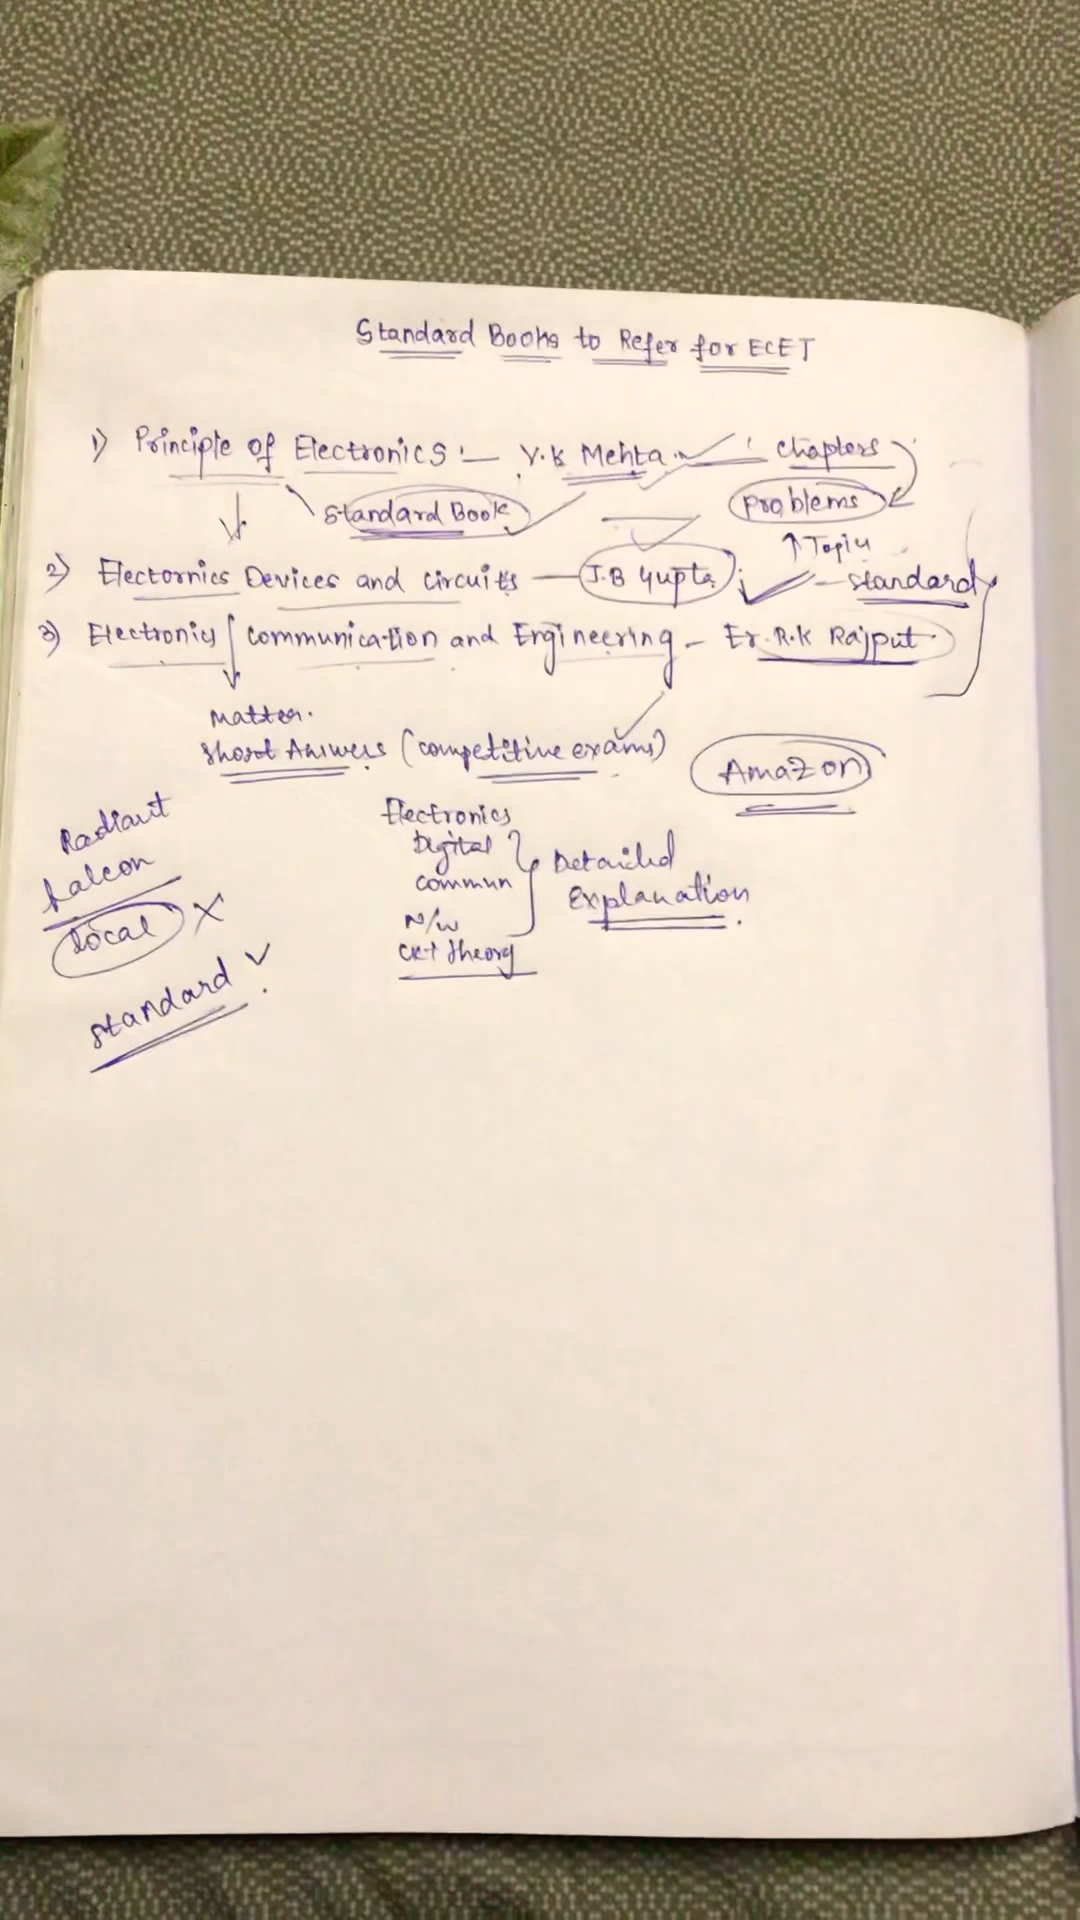 Standard Books to Refer for ECET
1) Principle of Electronics :- V.K Mehta. : Chapters
Standard Book
Problems
Topic
2) Electornics Devices and circuits - J.B Gupta; - standard
3) Electronics Communication and Engineering - Er. R.K Rajput.
Matter.
Short Answers (competitive exams)
Amazon
Radiant
falcon
local X
standard
Electronics
Digital
commun
N/w
CKT theory
Detailed
Explanation.